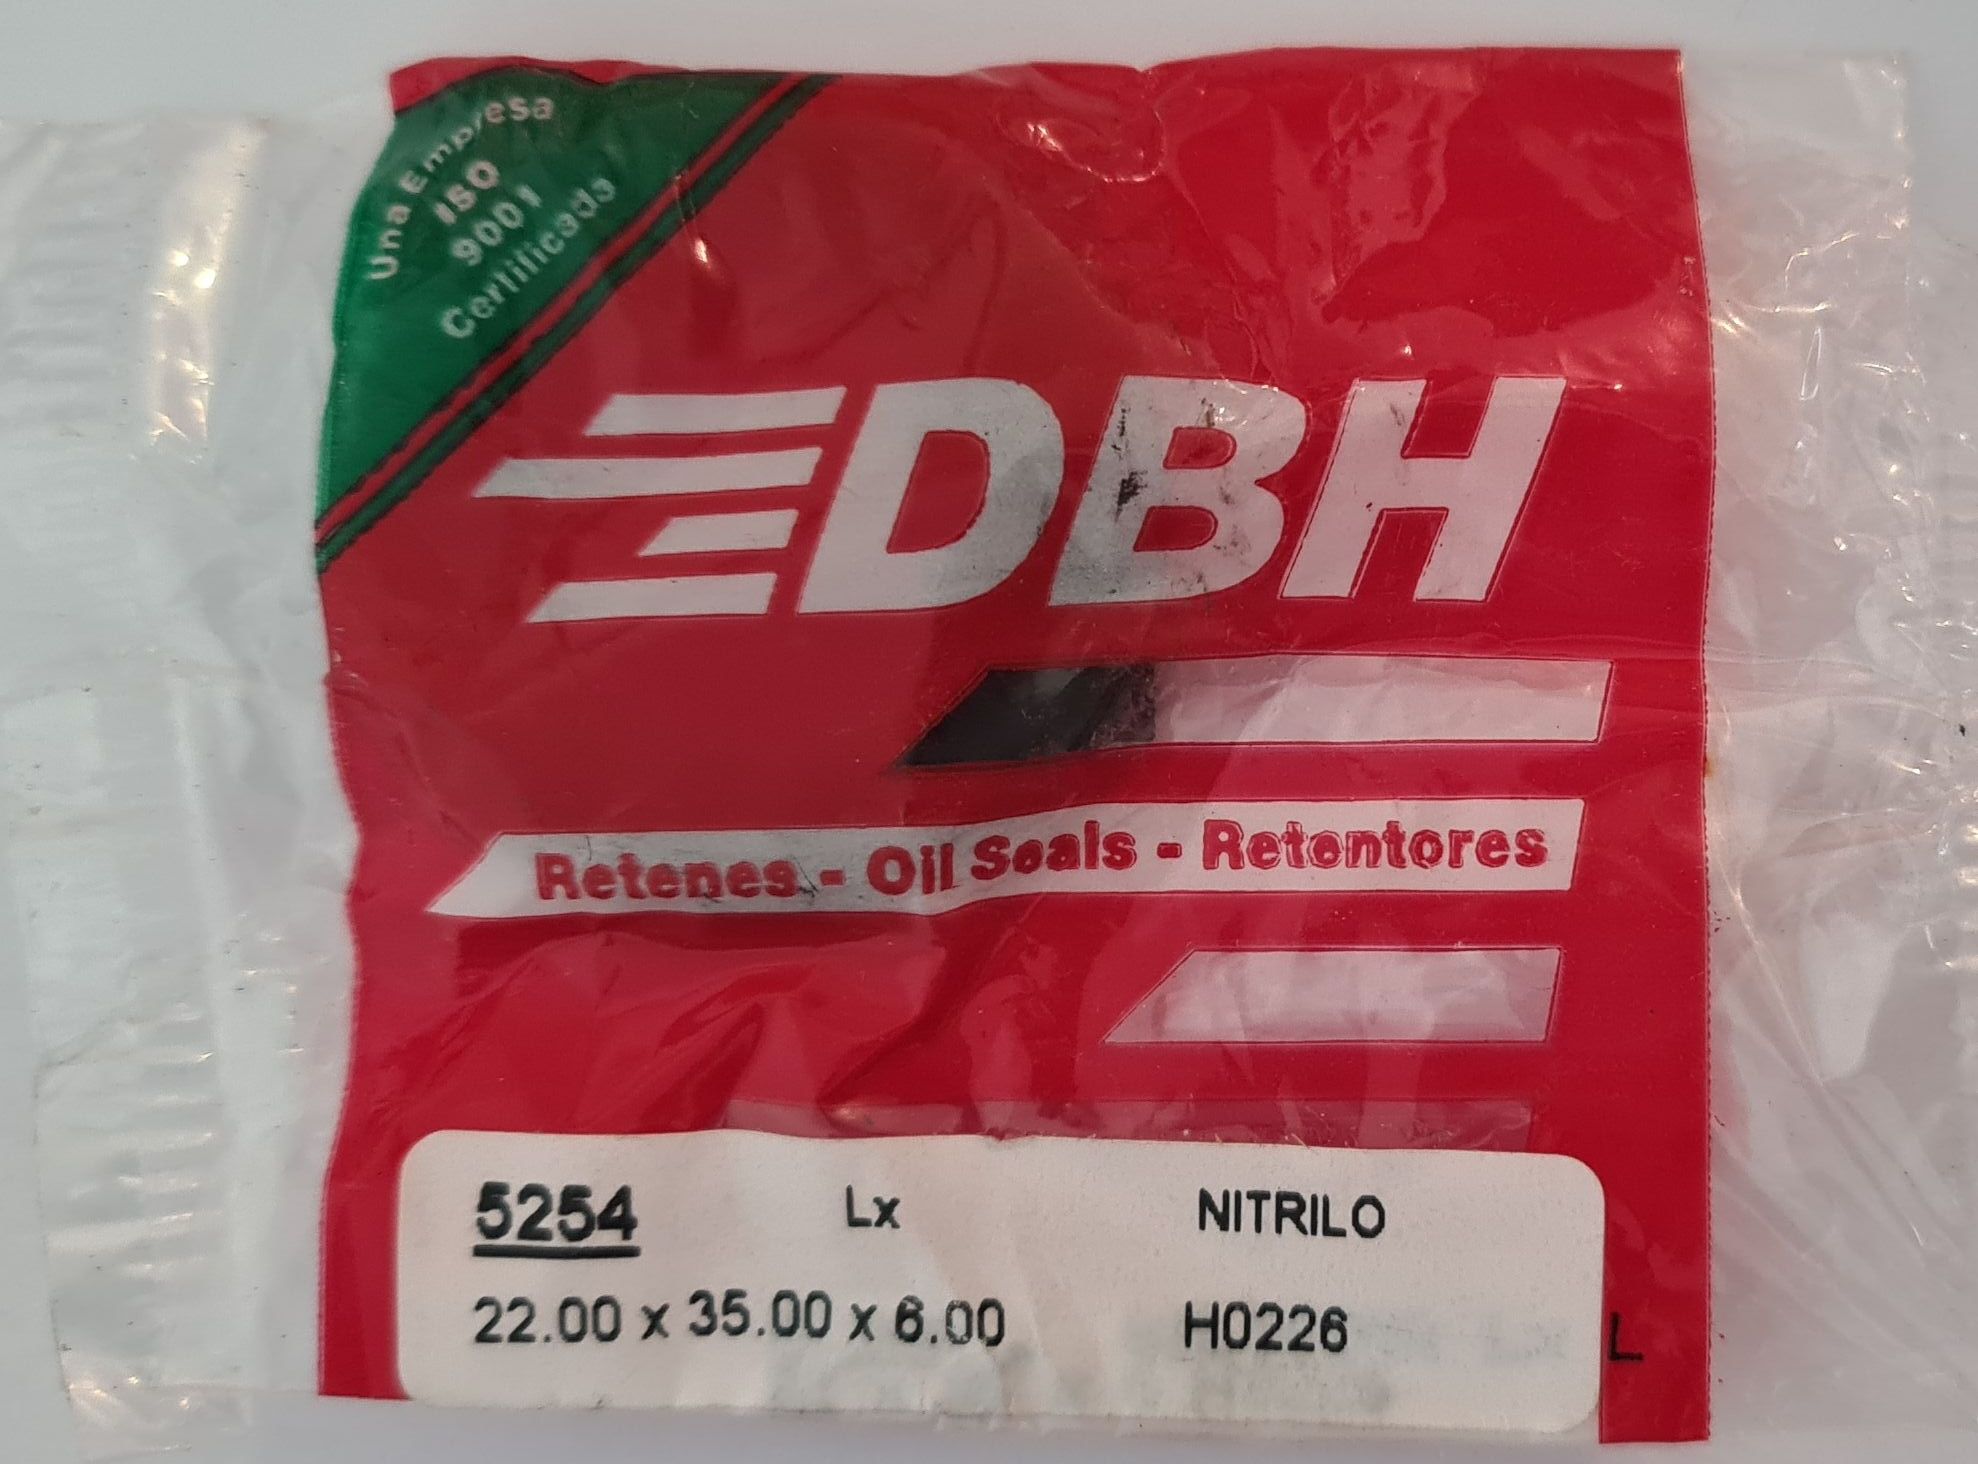 Una Empresa
ISO
9001
Certificada
DBH
Retenes - Oil Seals - Retentores
5254 Lx NITRILO
22.00 x 35.00 x 6.00 H0226 L